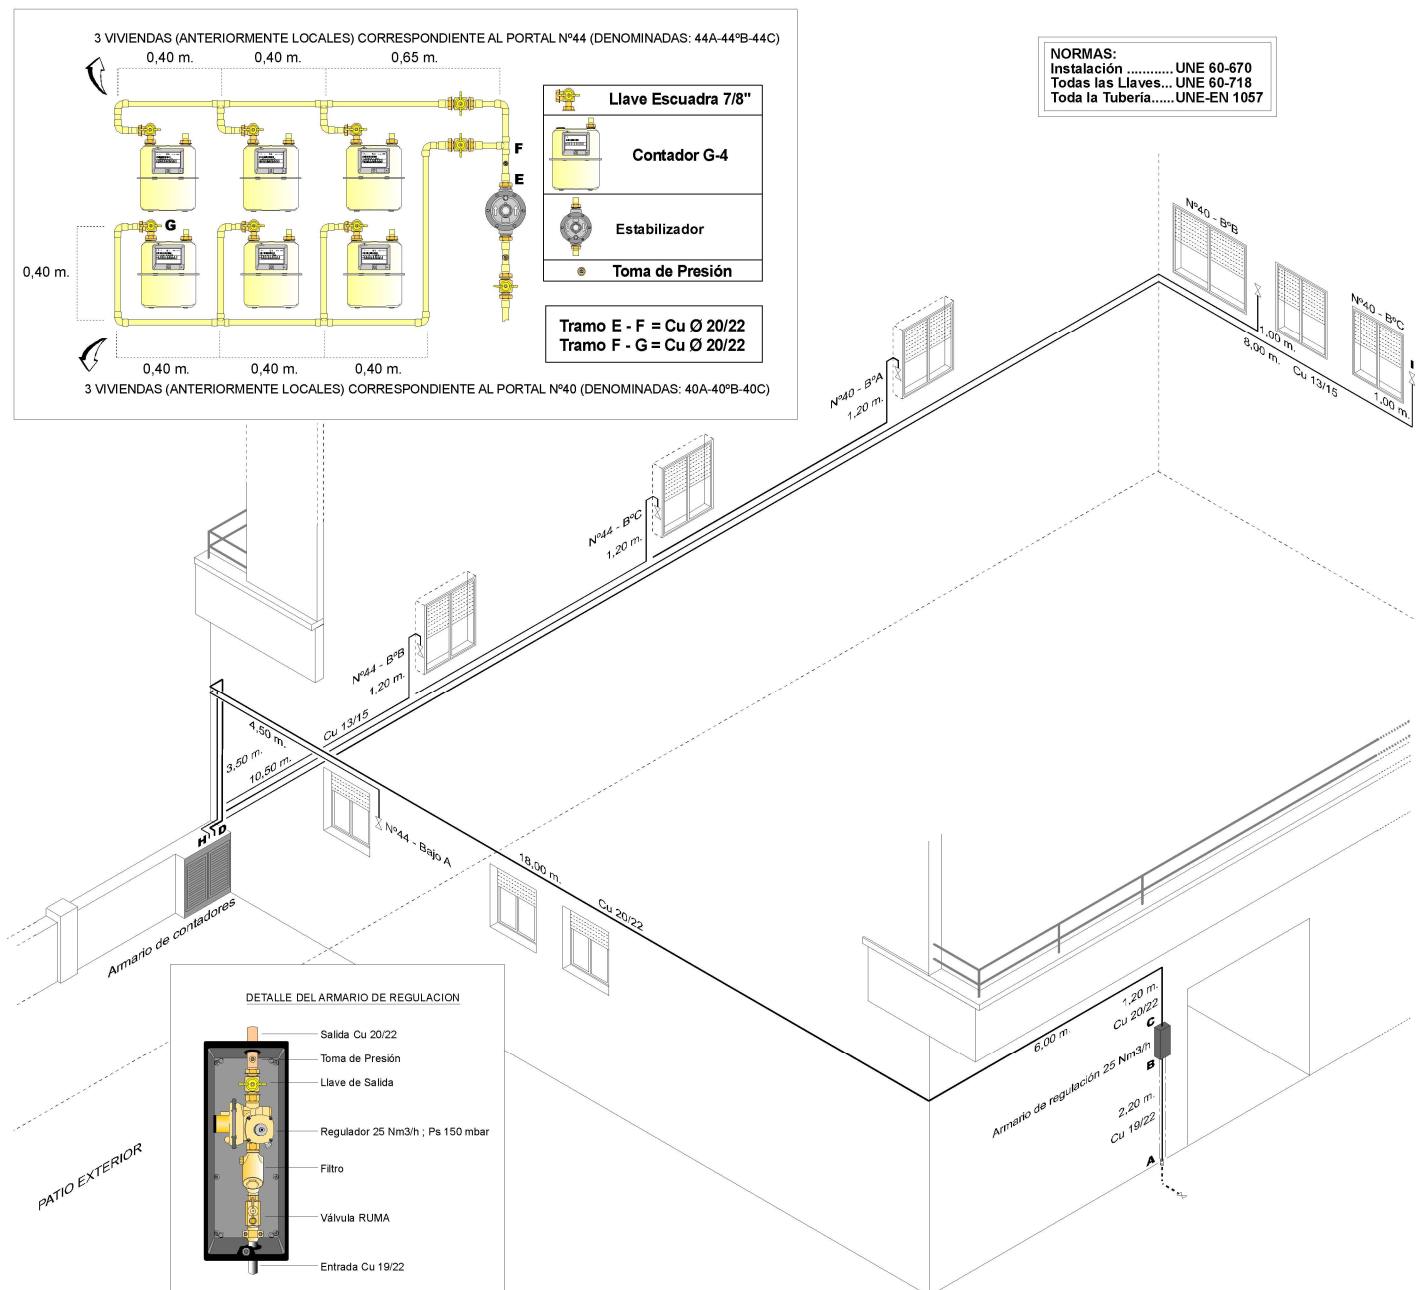 3 VIVIENDAS (ANTERIORMENTE LOCALES) CORRESPONDIENTE AL PORTAL Nº44 (DENOMINADAS: 44A-44ºB-44C)
0,40 m.
0,40 m.
0,65 m.
F
E
G
0,40 m.
0,40 m.
0,40 m.
0,40 m.
3 VIVIENDAS (ANTERIORMENTE LOCALES) CORRESPONDIENTE AL PORTAL Nº40 (DENOMINADAS: 40A-40ºB-40C)
Llave Escuadra 7/8"
Contador G-4
Estabilizador
Toma de Presión
Tramo E - F = Cu Ø 20/22
Tramo F - G = Cu Ø 20/22
NORMAS:
Instalación ........... UNE 60-670
Todas las Llaves... UNE 60-718
Toda la Tubería......UNE-EN 1057
Nº40 - BºB
1,00 m.
8,00 m.
Cu 13/15
Nº40 - BºC
I
1,00 m.
Nº40 - BºA
1,20 m.
Nº44 - BºC
1,20 m.
Nº44 - BºB
1,20 m.
Cu 13/15
4,50 m.
3,50 m.
10,50 m.
H D
Nº44 - Bajo A
Armario de contadores
18,00 m.
Cu 20/22
6,00 m.
1,20 m.
Cu 20/22
C
Armario de regulación 25 Nm3/h
B
2,20 m.
Cu 19/22
A
PATIO EXTERIOR
DETALLE DEL ARMARIO DE REGULACION
Salida Cu 20/22
Toma de Presión
Llave de Salida
Regulador 25 Nm3/h ; Ps 150 mbar
Filtro
Válvula RUMA
Entrada Cu 19/22